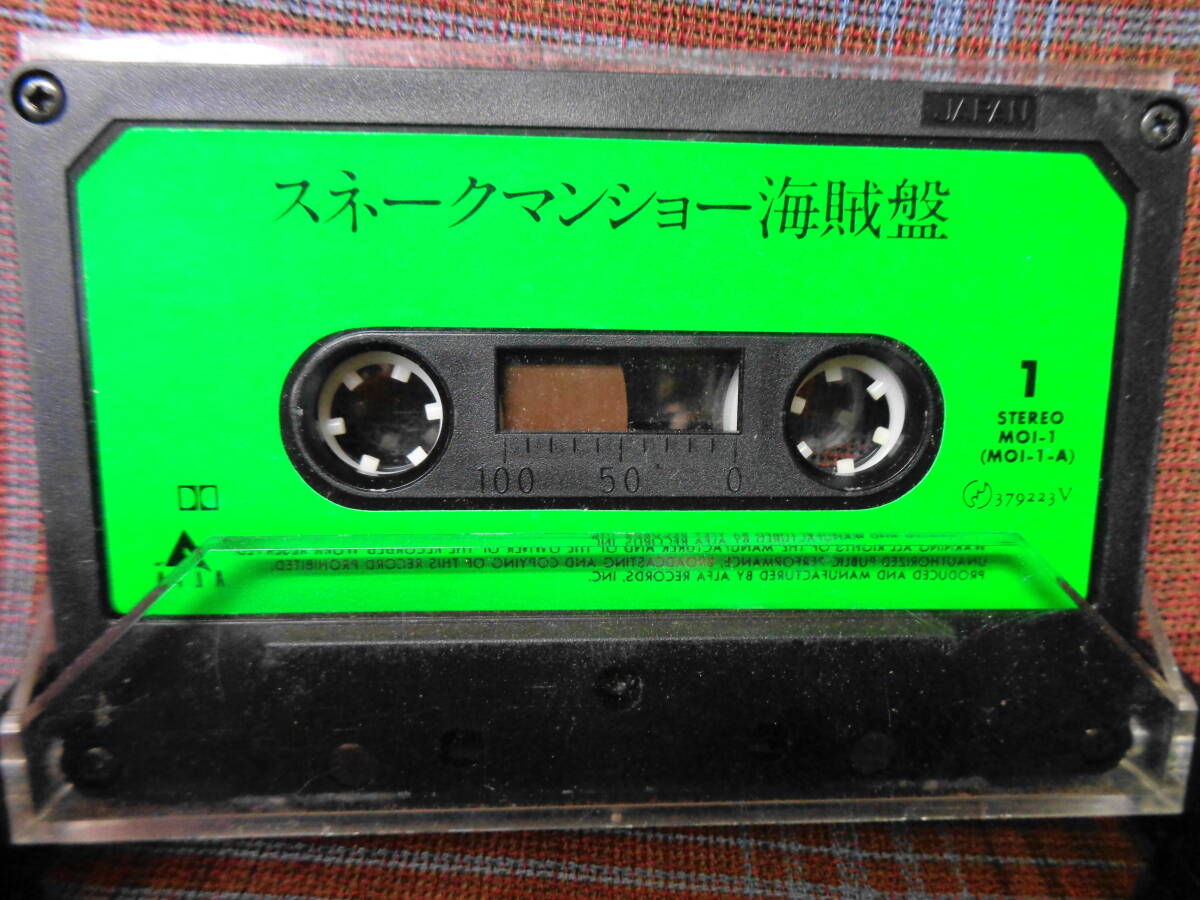 JAPAN
スネークマンショー海賊盤
1
STEREO
MOI-1
(MOI-1-A)
100 50 0
379223V
ALFA
WARNING: ALL RIGHTS OF THE MANUFACTURER AND OF THE OWNER OF THE RECORDED WORK RESERVED.
UNAUTHORIZED PUBLIC PERFORMANCE, BROADCASTING AND COPYING OF THIS RECORD PROHIBITED.
PRODUCED AND MANUFACTURED BY ALFA RECORDS, INC.